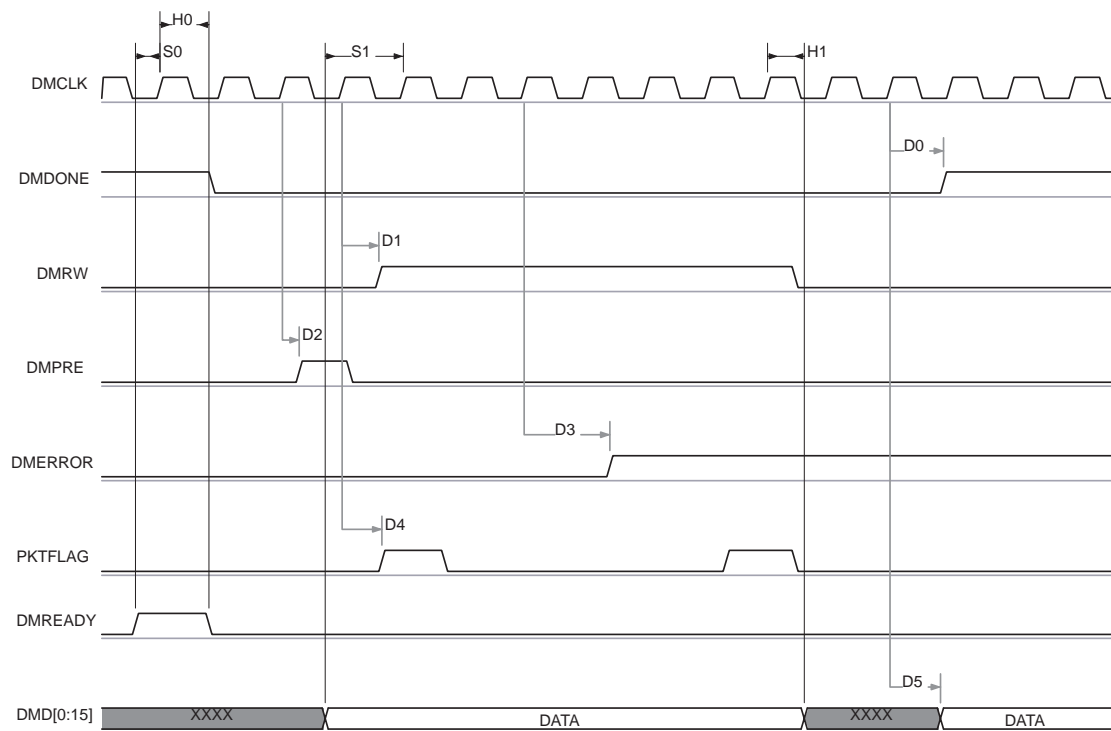 H0
S0
S1
H1
DMCLK
D0
DMDONE
D1
DMRW
D2
DMPRE
D3
DMERROR
D4
PKTFLAG
DMREADY
D5
DMD[0:15]
XXXX
DATA
XXXX
DATA